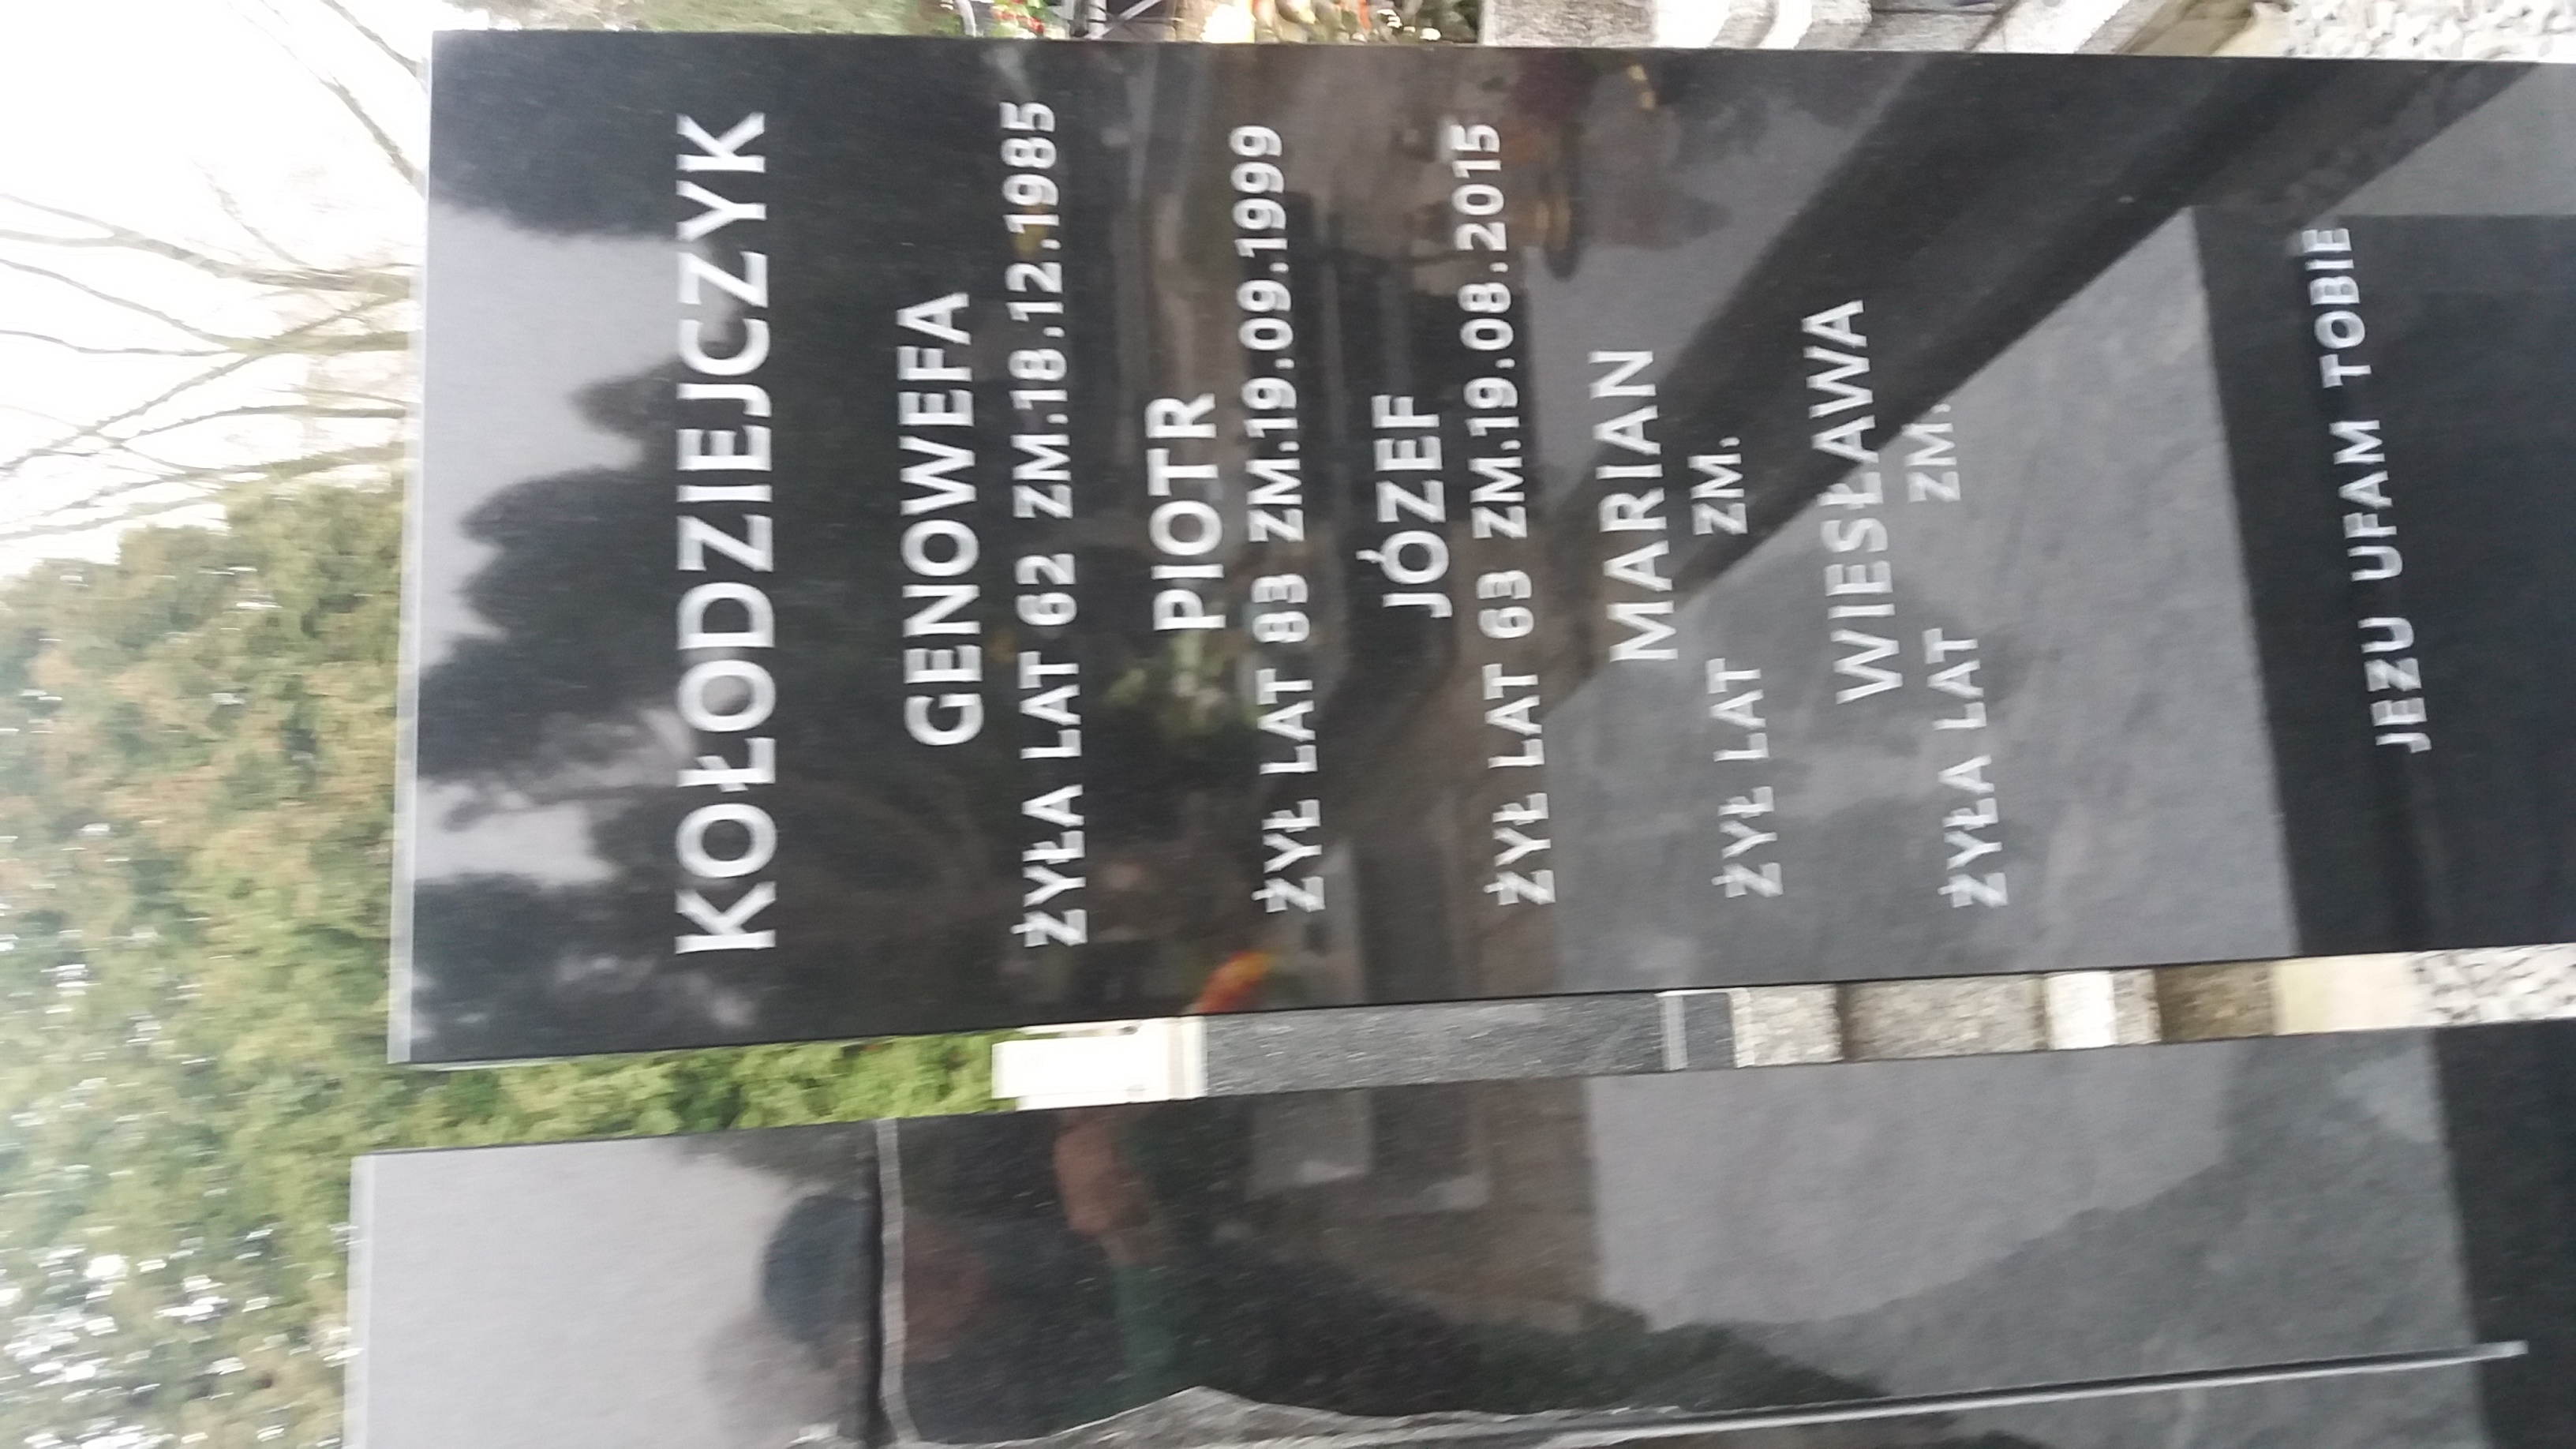 KOŁODZIEJCZYK
GENOWEFA
ŻYŁA LAT 62 ZM.18.12.1985
PIOTR
ŻYŁ LAT 83 ZM.19.09.1999
JÓZEF
ŻYŁ LAT 63 ZM.19.08.2015
MARIAN
ŻYŁ LAT ZM.
WIESŁAWA
ŻYŁA LAT ZM.
JEZU UFAM TOBIE